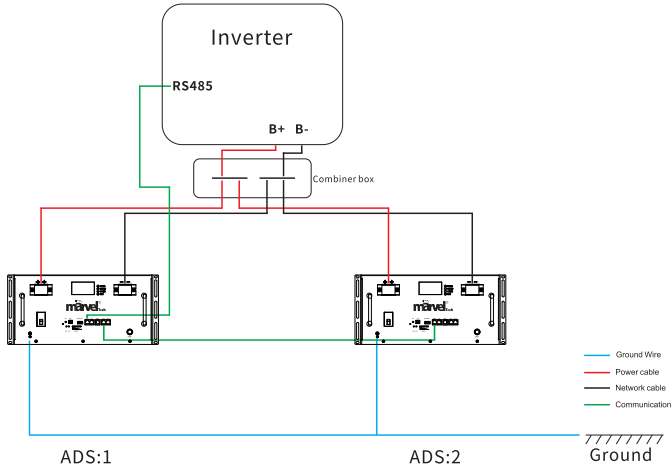 Inverter
RS485
B+ B-
Combiner box
marvel
marvel
Ground Wire
Power cable
Network cable
Communication
Ground
ADS:1
ADS:2